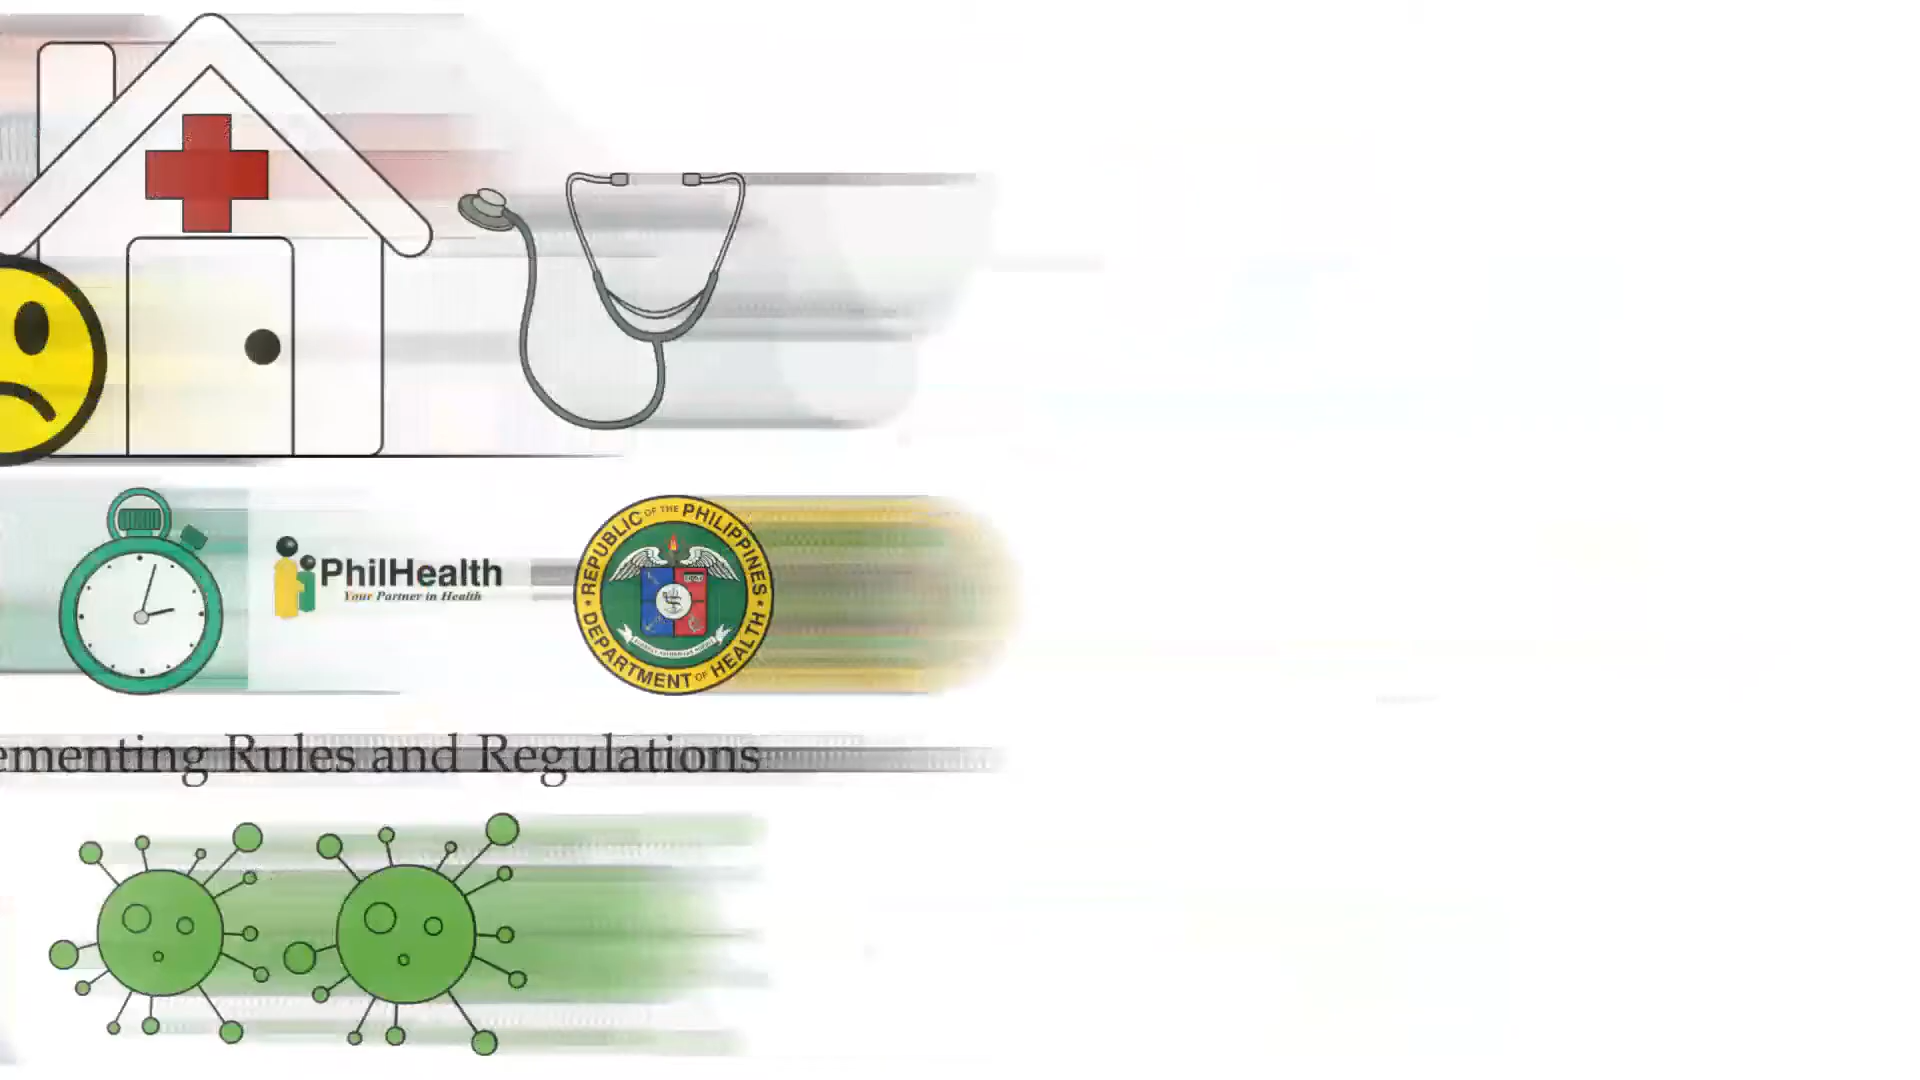 PhilHealth
Your Partner in Health
REPUBLIC OF THE PHILIPPINES
DEPARTMENT OF HEALTH
ementing Rules and Regulations